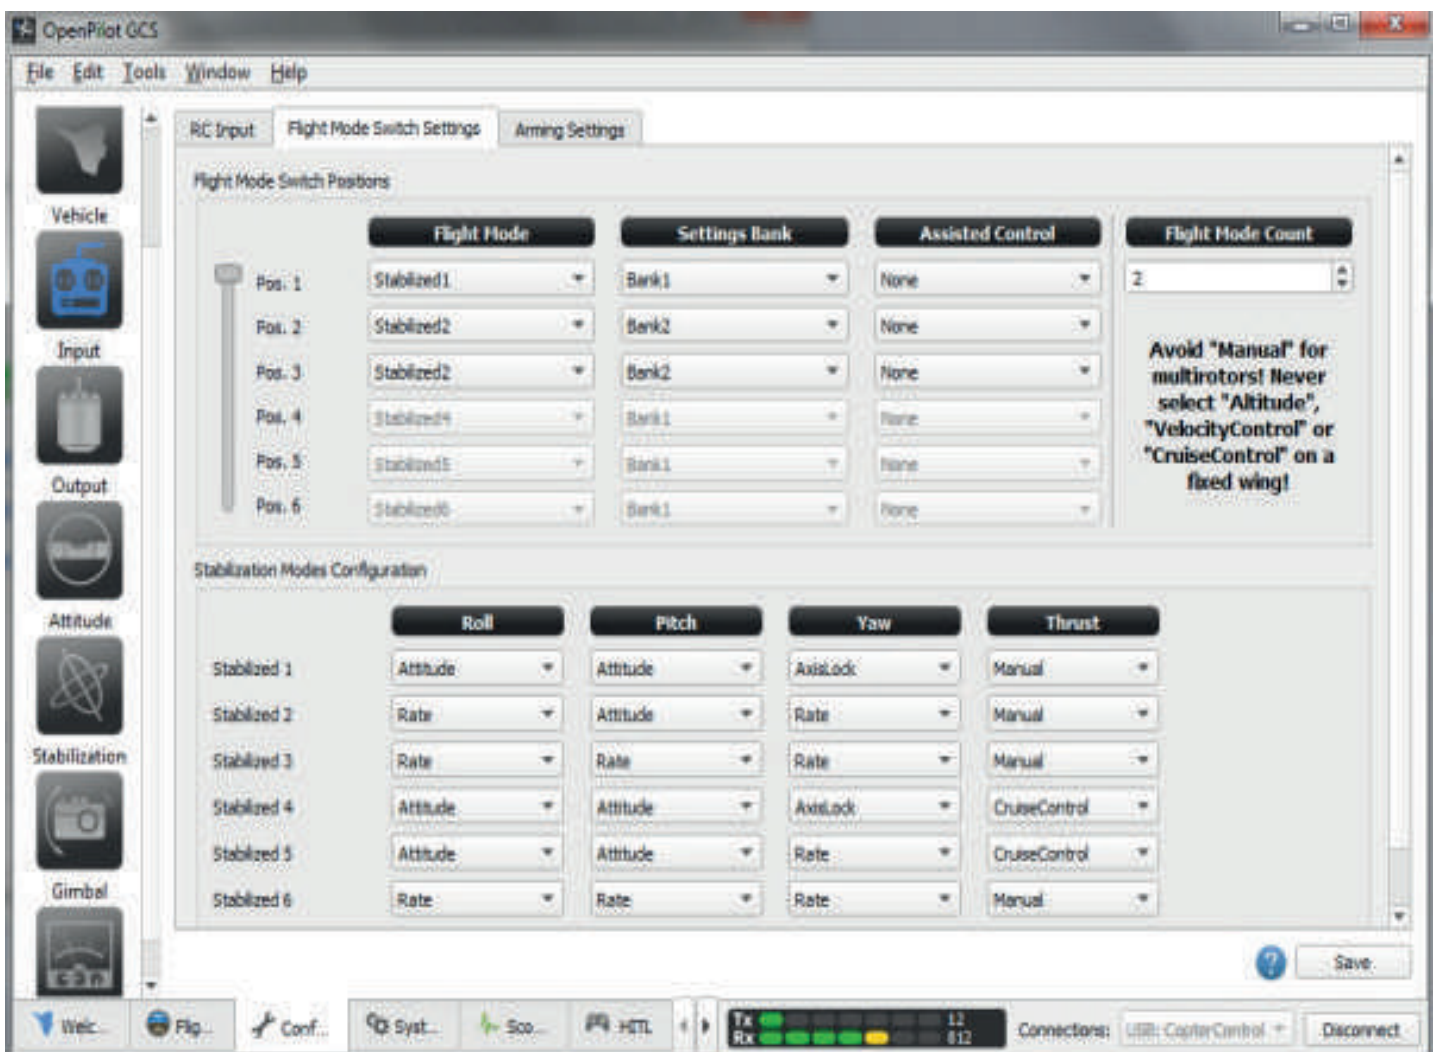 OpenPilot GCS
File Edit Tools Window Help
RC Input Flight Mode Switch Settings Arming Settings
Flight Mode Switch Positions
Flight Mode Settings Bank Assisted Control Flight Mode Count
Pos. 1 Stabilized1 Bank1 None 2
Pos. 2 Stabilized2 Bank2 None
Pos. 3 Stabilized2 Bank2 None
Pos. 4 Stabilized4 Bank1 None
Pos. 5 Stabilized5 Bank1 None
Pos. 6 Stabilized6 Bank1 None
Avoid "Manual" for
multirotors! Never
select "Altitude",
"VelocityControl" or
"CruiseControl" on a
fixed wing!
Vehicle
Input
Output
Attitude
Stabilization
Gimbal
Stabilization Modes Configuration
Roll Pitch Yaw Thrust
Stabilized 1 Attitude Attitude AxisLock Manual
Stabilized 2 Rate Attitude Rate Manual
Stabilized 3 Rate Rate Rate Manual
Stabilized 4 Attitude Attitude AxisLock CruiseControl
Stabilized 5 Attitude Attitude Rate CruiseControl
Stabilized 6 Rate Rate Rate Manual
Save
Welc... Flig... Conf... Syst... Sco... HITL
Tx 12
Rx 812
Connections: USB: CopterControl Disconnect